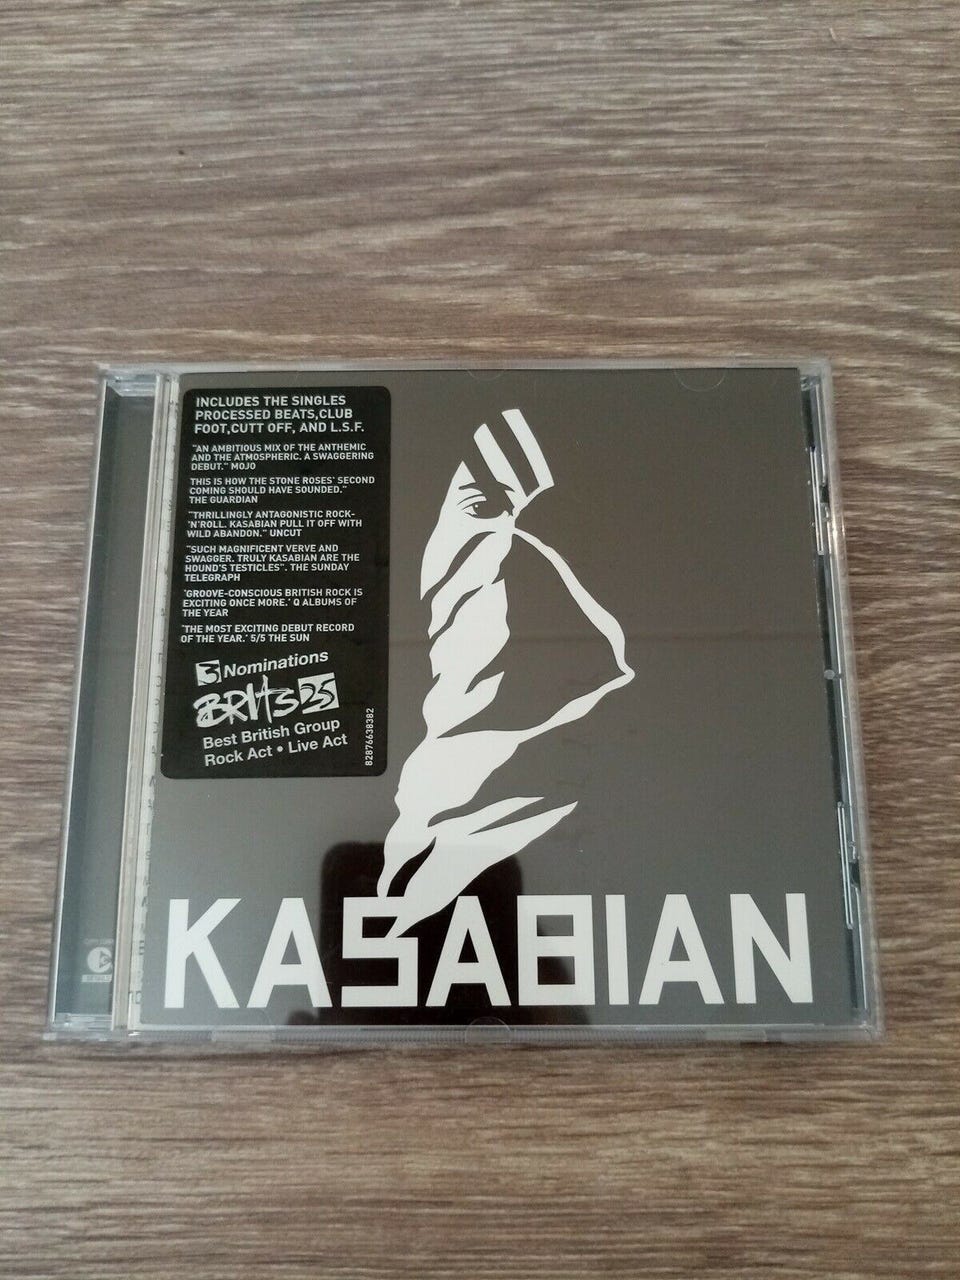 INCLUDES THE SINGLES
PROCESSED BEATS,CLUB
FOOT,CUTT OFF, AND L.S.F.
"AN AMBITIOUS MIX OF THE ANTHEMIC
AND THE ATMOSPHERIC. A SWAGGERING
DEBUT." MOJO
THIS IS HOW THE STONE ROSES' SECOND
COMING SHOULD HAVE SOUNDED."
THE GUARDIAN
"THRILLINGLY ANTAGONISTIC ROCK-
'N'ROLL. KASABIAN PULL IT OFF WITH
WILD ABANDON." UNCUT
"SUCH MAGNIFICENT VERVE AND
SWAGGER. TRULY KASABIAN ARE THE
HOUND'S TESTICLES". THE SUNDAY
TELEGRAPH
'GROOVE-CONSCIOUS BRITISH ROCK IS
EXCITING ONCE MORE.' Q ALBUMS OF
THE YEAR
'THE MOST EXCITING DEBUT RECORD
OF THE YEAR.' 5/5 THE SUN
3 Nominations
BRITs 25
Best British Group
Rock Act • Live Act
82876638382
KASABIAN